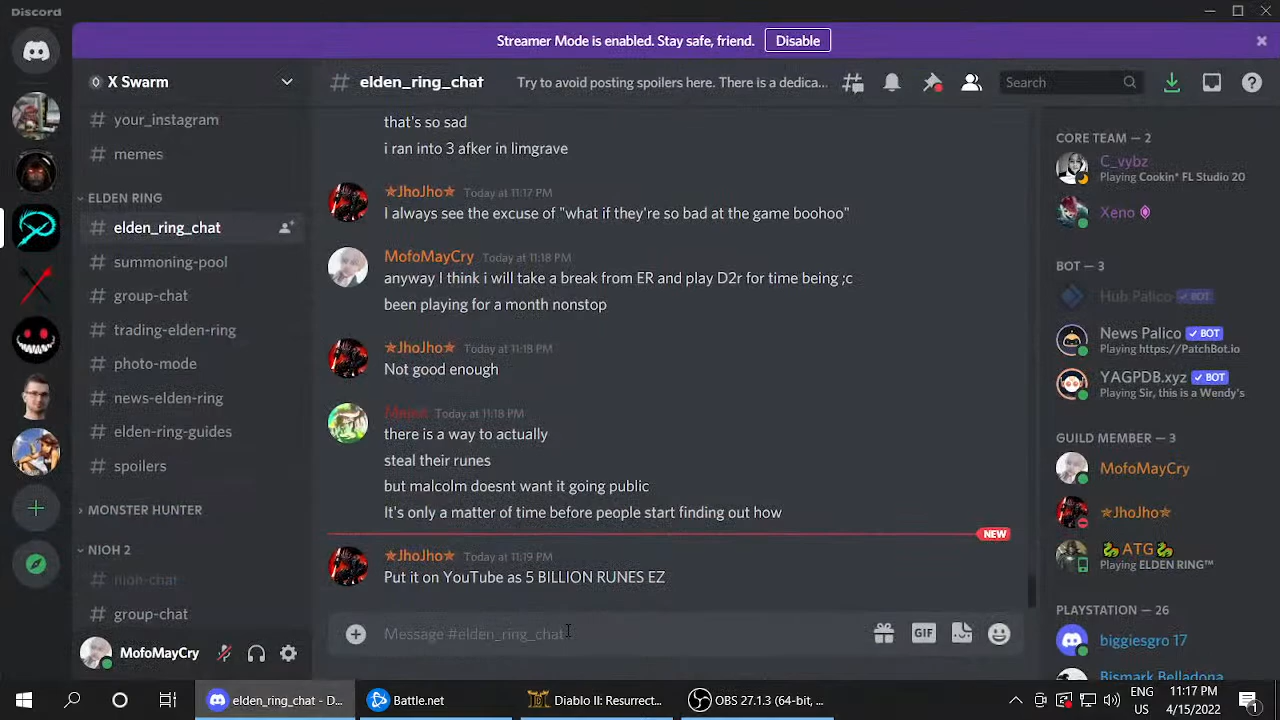 Discord
Streamer Mode is enabled. Stay safe, friend.
Disable
X Swarm
elden_ring_chat
Try to avoid posting spoilers here. There is a dedica...
Search
your_instagram
memes
ELDEN RING
elden_ring_chat
summoning-pool
group-chat
trading-elden-ring
photo-mode
news-elden-ring
elden-ring-guides
spoilers
MONSTER HUNTER
NIOH 2
nioh-chat
group-chat
MofoMayCry
that's so sad
i ran into 3 afker in limgrave
✯JhoJho✯ Today at 11:17 PM
I always see the excuse of "what if they're so bad at the game boohoo"
MofoMayCry Today at 11:18 PM
anyway I think i will take a break from ER and play D2r for time being ;c
been playing for a month nonstop
✯JhoJho✯ Today at 11:18 PM
Not good enough
Today at 11:18 PM
there is a way to actually
steal their runes
but malcolm doesnt want it going public
It's only a matter of time before people start finding out how
NEW
✯JhoJho✯ Today at 11:19 PM
Put it on YouTube as 5 BILLION RUNES EZ
Message #elden_ring_chat
GIF
CORE TEAM — 2
C_vybz
Playing Cookin* FL Studio 20
Xeno
BOT — 3
Hub Palico ✓ BOT
News Palico ✓ BOT
Playing https://PatchBot.io
YAGPDB.xyz ✓ BOT
Playing Sir, this is a Wendy's
GUILD MEMBER — 3
MofoMayCry
✯JhoJho✯
🐍ATG🐍
Playing ELDEN RING™
PLAYSTATION — 26
biggiesgro 17
Bismark Balledona
elden_ring_chat - D...
Battle.net
Diablo II: Resurrect...
OBS 27.1.3 (64-bit, ...
ENG
US
11:17 PM
4/15/2022
1